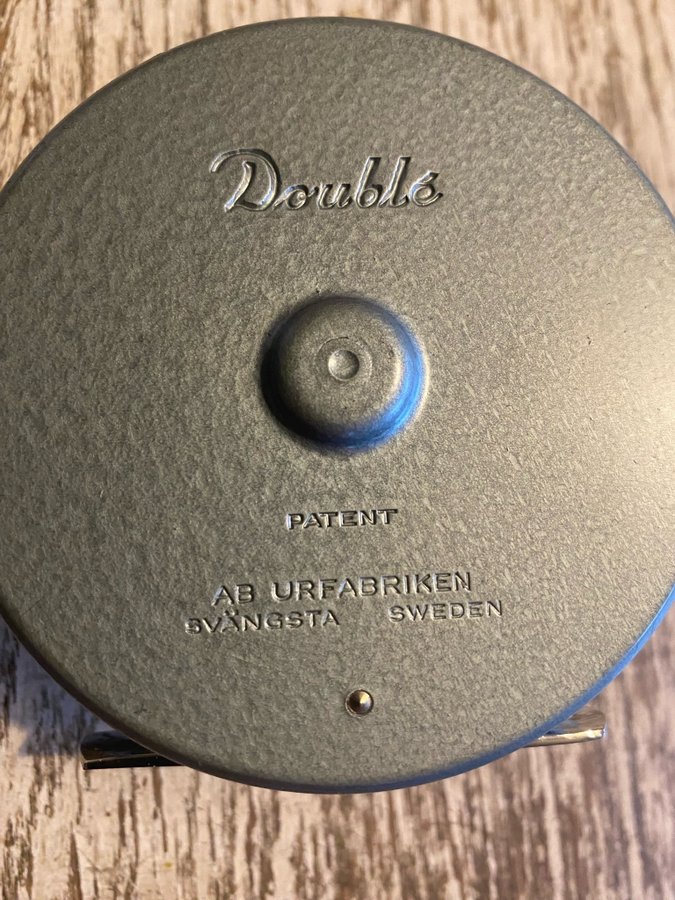 Doublé
PATENT
AB URFABRIKEN
SVÄNGSTA SWEDEN